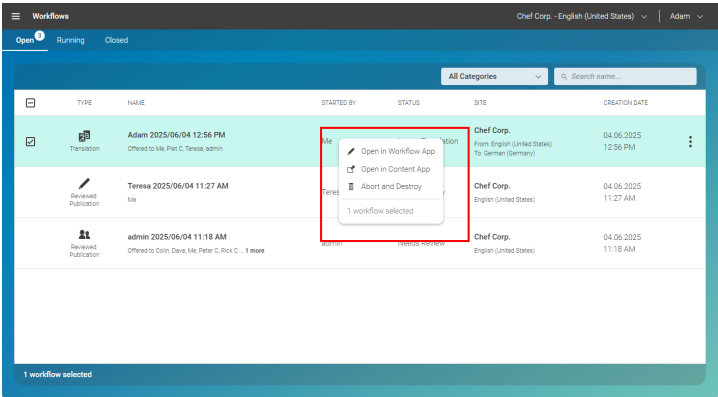 Workflows
Chef Corp. - English (United States)
Adam
Open 3
Running
Closed
All Categories
Search name...
TYPE
NAME
STARTED BY
STATUS
SITE
CREATION DATE
Translation
Adam 2025/06/04 12:56 PM
Offered to Me, Piet C, Teresa, admin
Me
Chef Corp.
From: English (United States)
To: German (Germany)
04.06.2025
12:56 PM
Open in Workflow App
Open in Content App
Abort and Destroy
1 workflow selected
Reviewed
Publication
Teresa 2025/06/04 11:27 AM
Me
Chef Corp.
English (United States)
04.06.2025
11:27 AM
Reviewed
Publication
admin 2025/06/04 11:18 AM
Offered to Colin, Dave, Me, Peter C, Rick C ... 1 more
admin
Needs Review
Chef Corp.
English (United States)
04.06.2025
11:18 AM
1 workflow selected